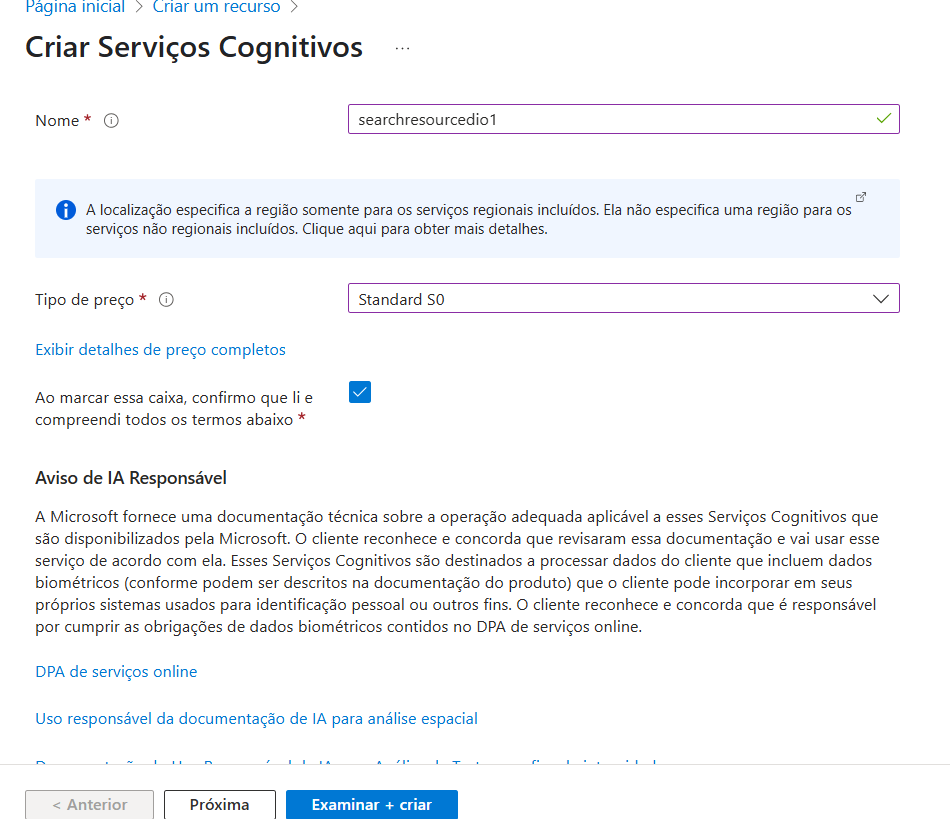 Página inicial > Criar um recurso >
Criar Serviços Cognitivos ...
Nome *
searchresourcedio1
A localização especifica a região somente para os serviços regionais incluídos. Ela não especifica uma região para os
serviços não regionais incluídos. Clique aqui para obter mais detalhes.
Tipo de preço *
Standard S0
Exibir detalhes de preço completos
Ao marcar essa caixa, confirmo que li e
compreendi todos os termos abaixo *
Aviso de IA Responsável
A Microsoft fornece uma documentação técnica sobre a operação adequada aplicável a esses Serviços Cognitivos que
são disponibilizados pela Microsoft. O cliente reconhece e concorda que revisaram essa documentação e vai usar esse
serviço de acordo com ela. Esses Serviços Cognitivos são destinados a processar dados do cliente que incluem dados
biométricos (conforme podem ser descritos na documentação do produto) que o cliente pode incorporar em seus
próprios sistemas usados para identificação pessoal ou outros fins. O cliente reconhece e concorda que é responsável
por cumprir as obrigações de dados biométricos contidos no DPA de serviços online.
DPA de serviços online
Uso responsável da documentação de IA para análise espacial
< Anterior
Próxima
Examinar + criar